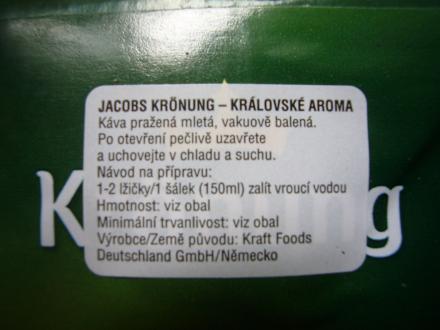 JACOBS KRÖNUNG – KRÁLOVSKÉ AROMA
Káva pražená mletá, vakuově balená.
Po otevření pečlivě uzavřete
a uchovejte v chladu a suchu.
Návod na přípravu:
1-2 lžičky/1 šálek (150ml) zalít vroucí vodou
Hmotnost: viz obal
Minimální trvanlivost: viz obal
Výrobce/Země původu: Kraft Foods
Deutschland GmbH/Německo